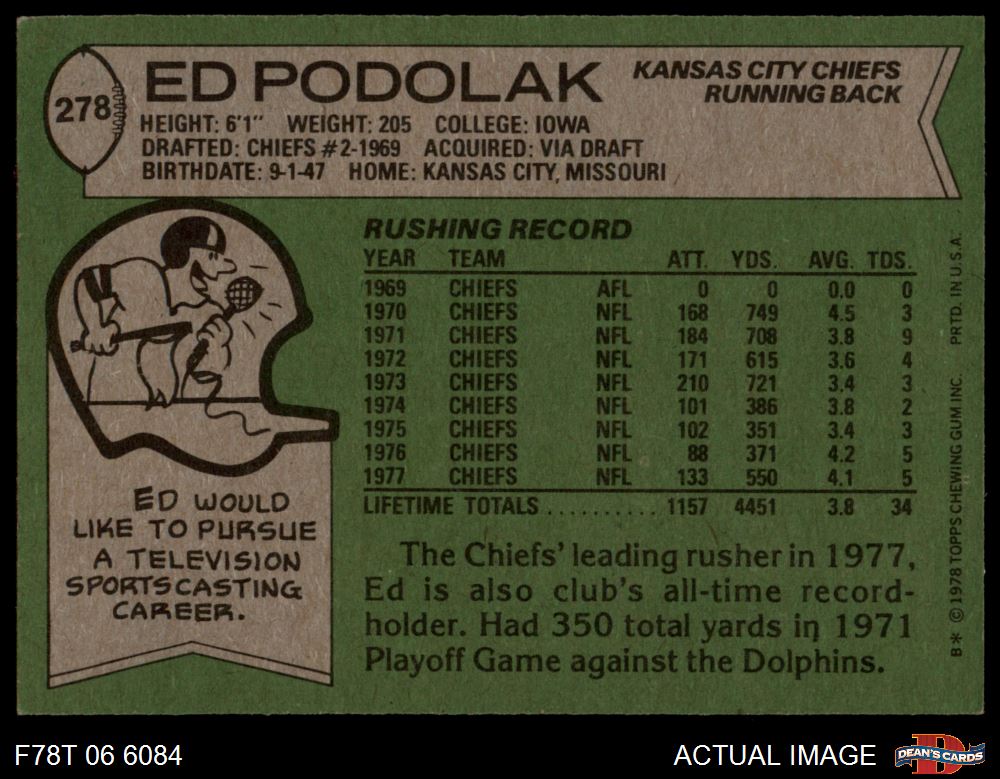 278
ED PODOLAK
KANSAS CITY CHIEFS
RUNNING BACK
HEIGHT: 6'1" WEIGHT: 205 COLLEGE: IOWA
DRAFTED: CHIEFS #2-1969 ACQUIRED: VIA DRAFT
BIRTHDATE: 9-1-47 HOME: KANSAS CITY, MISSOURI
RUSHING RECORD
YEAR TEAM ATT. YDS. AVG. TDS.
1969 CHIEFS AFL 0 0 0.0 0
1970 CHIEFS NFL 168 749 4.5 3
1971 CHIEFS NFL 184 708 3.8 9
1972 CHIEFS NFL 171 615 3.6 4
1973 CHIEFS NFL 210 721 3.4 3
1974 CHIEFS NFL 101 386 3.8 2
1975 CHIEFS NFL 102 351 3.4 3
1976 CHIEFS NFL 88 371 4.2 5
1977 CHIEFS NFL 133 550 4.1 5
LIFETIME TOTALS .......... 1157 4451 3.8 34
ED WOULD
LIKE TO PURSUE
A TELEVISION
SPORTSCASTING
CAREER.
The Chiefs' leading rusher in 1977,
Ed is also club's all-time record-
holder. Had 350 total yards in 1971
Playoff Game against the Dolphins.
B* © 1978 TOPPS CHEWING GUM INC. PRTD. IN U.S.A.
F78T 06 6084
ACTUAL IMAGE
D
DEAN'S CARDS